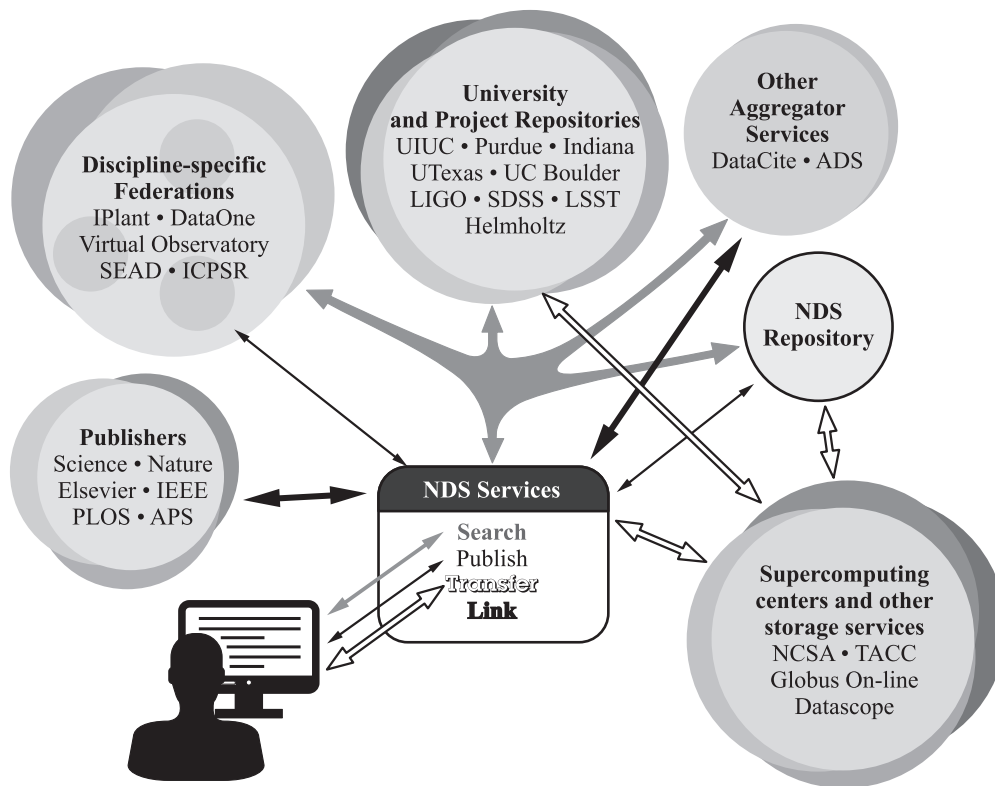 Discipline-specific
Federations
IPlant • DataOne
Virtual Observatory
SEAD • ICPSR
University
and Project Repositories
UIUC • Purdue • Indiana
UTexas • UC Boulder
LIGO • SDSS • LSST
Helmholtz
Other
Aggregator
Services
DataCite • ADS
NDS
Repository
Publishers
Science • Nature
Elsevier • IEEE
PLOS • APS
NDS Services
Search
Publish
Transfer
Link
Supercomputing
centers and other
storage services
NCSA • TACC
Globus On-line
Datascope